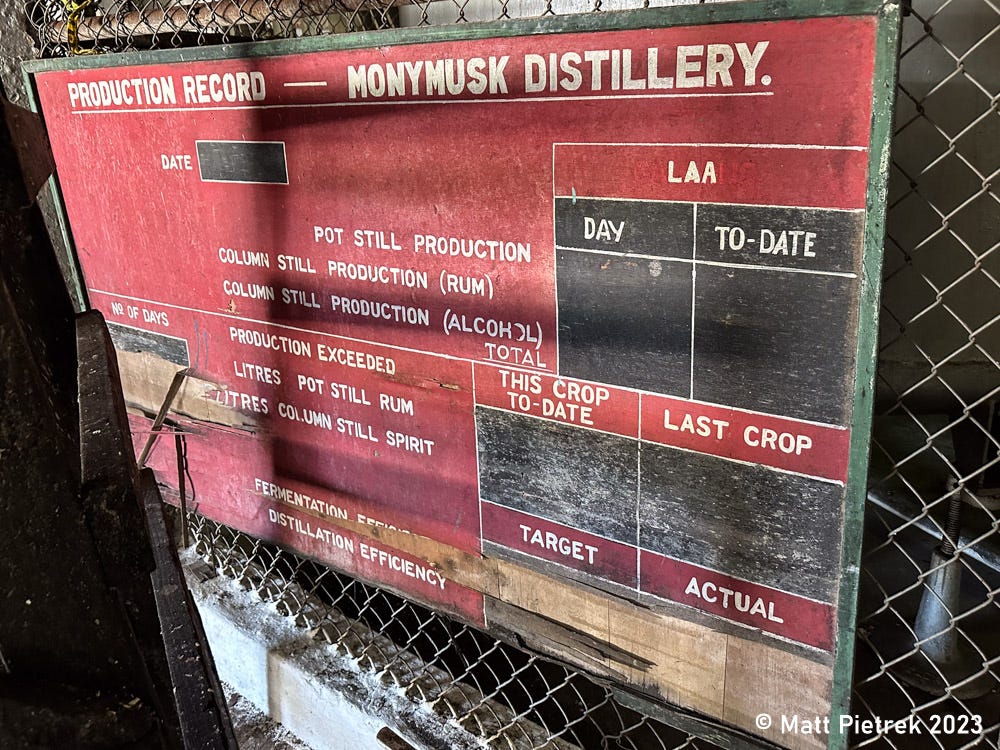 PRODUCTION RECORD — MONYMUSK DISTILLERY.
DATE
LAA
DAY TO-DATE
POT STILL PRODUCTION
COLUMN STILL PRODUCTION (RUM)
COLUMN STILL PRODUCTION (ALCOHOL)
TOTAL
Nº OF DAYS
PRODUCTION EXCEEDED
LITRES POT STILL RUM
LITRES COLUMN STILL SPIRIT
THIS CROP
TO-DATE
LAST CROP
FERMENTATION
DISTILLATION EFFICIENCY
TARGET
ACTUAL
© Matt Pietrek 2023